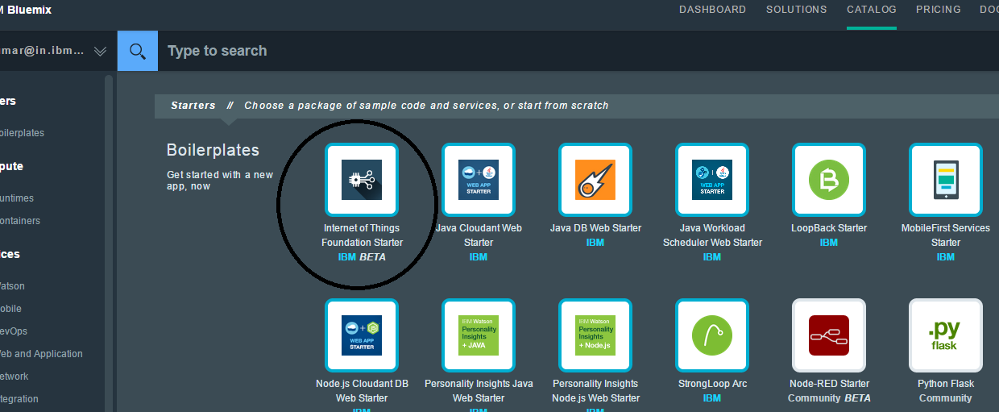 M Bluemix
DASHBOARD SOLUTIONS CATALOG PRICING DOC
mar@in.ibm...
Type to search
ers
oilerplates
pute
untimes
ontainers
ices
atson
obile
evOps
eb and Application
etwork
tegration
Starters // Choose a package of sample code and services, or start from scratch
Boilerplates
Get started with a new
app, now
Internet of Things
Foundation Starter
IBM BETA
WEB APP
STARTER
Java Cloudant Web
Starter
IBM
Java DB Web Starter
IBM
WEB APP
STARTER
Java Workload
Scheduler Web Starter
IBM
LoopBack Starter
IBM
MobileFirst Services
Starter
IBM
WEB APP
STARTER
Node.js Cloudant DB
Web Starter
IBM
IBM Watson
Personality
Insights
+ JAVA
Personality Insights Java
Web Starter
IBM
IBM Watson
Personality
Insights
+ Node.js
Personality Insights
Node.js Web Starter
IBM
StrongLoop Arc
IBM
Node-RED Starter
Community BETA
.py
flask
Python Flask
Community